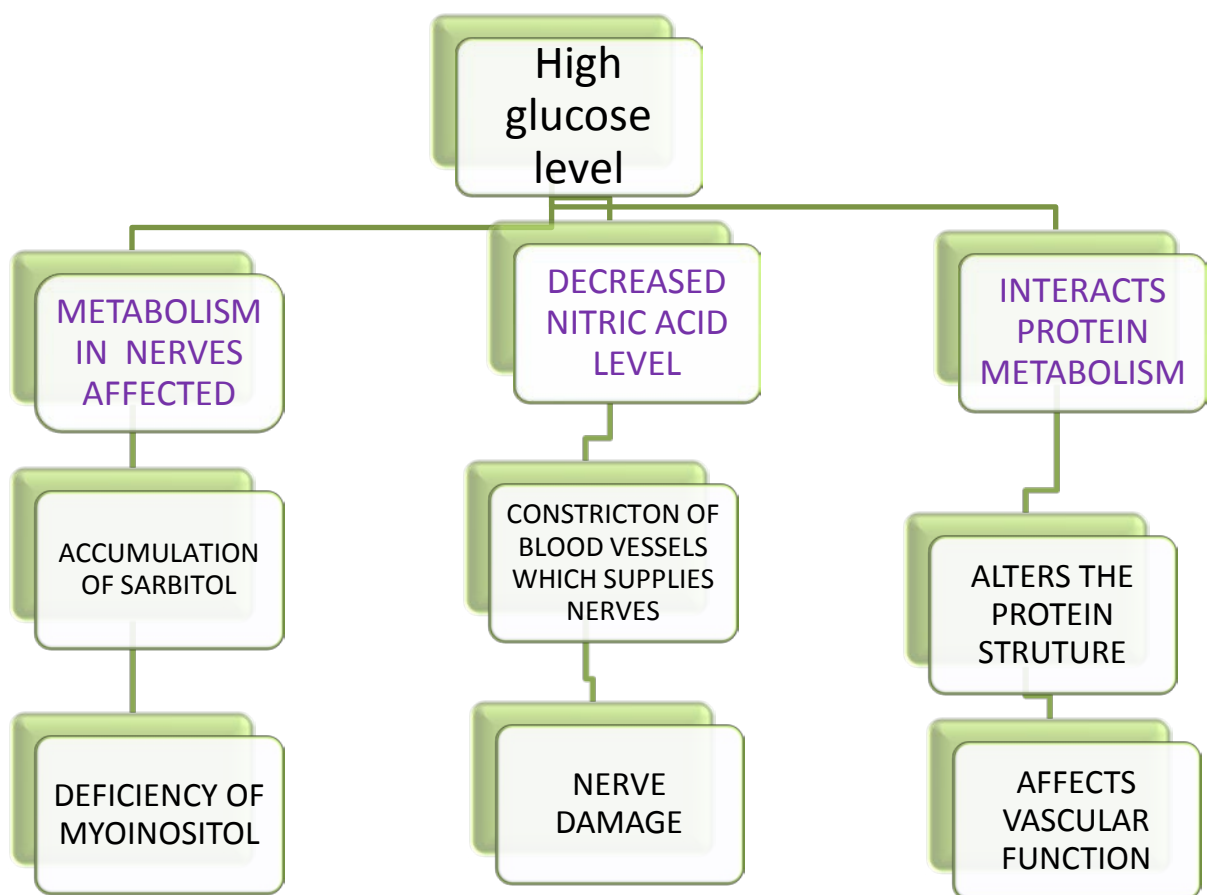 High
glucose
level
METABOLISM
IN NERVES
AFFECTED
DECREASED
NITRIC ACID
LEVEL
INTERACTS
PROTEIN
METABOLISM
ACCUMULATION
OF SARBITOL
CONSTRICTON OF
BLOOD VESSELS
WHICH SUPPLIES
NERVES
ALTERS THE
PROTEIN
STRUTURE
DEFICIENCY OF
MYOINOSITOL
NERVE
DAMAGE
AFFECTS
VASCULAR
FUNCTION